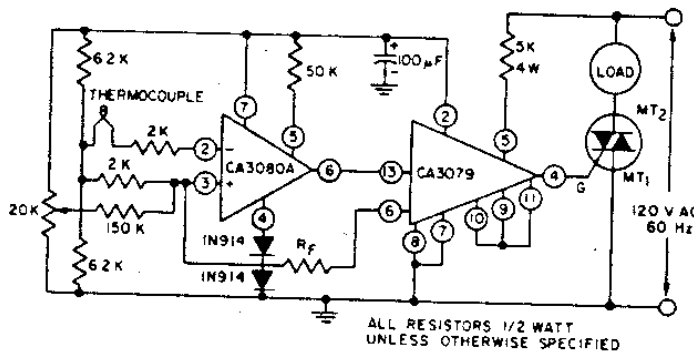 6.2K
50K
100µF
5K
4W
LOAD
THERMOCOUPLE
7
2
MT2
2K
5
5
2
-
2K
CA3080A
6
13
CA3079
4
MT1
3
+
G
20K
150K
4
6
10
9
11
120 V AC
60 Hz
1N914
RF
8
7
6.2K
1N914
ALL RESISTORS 1/2 WATT
UNLESS OTHERWISE SPECIFIED